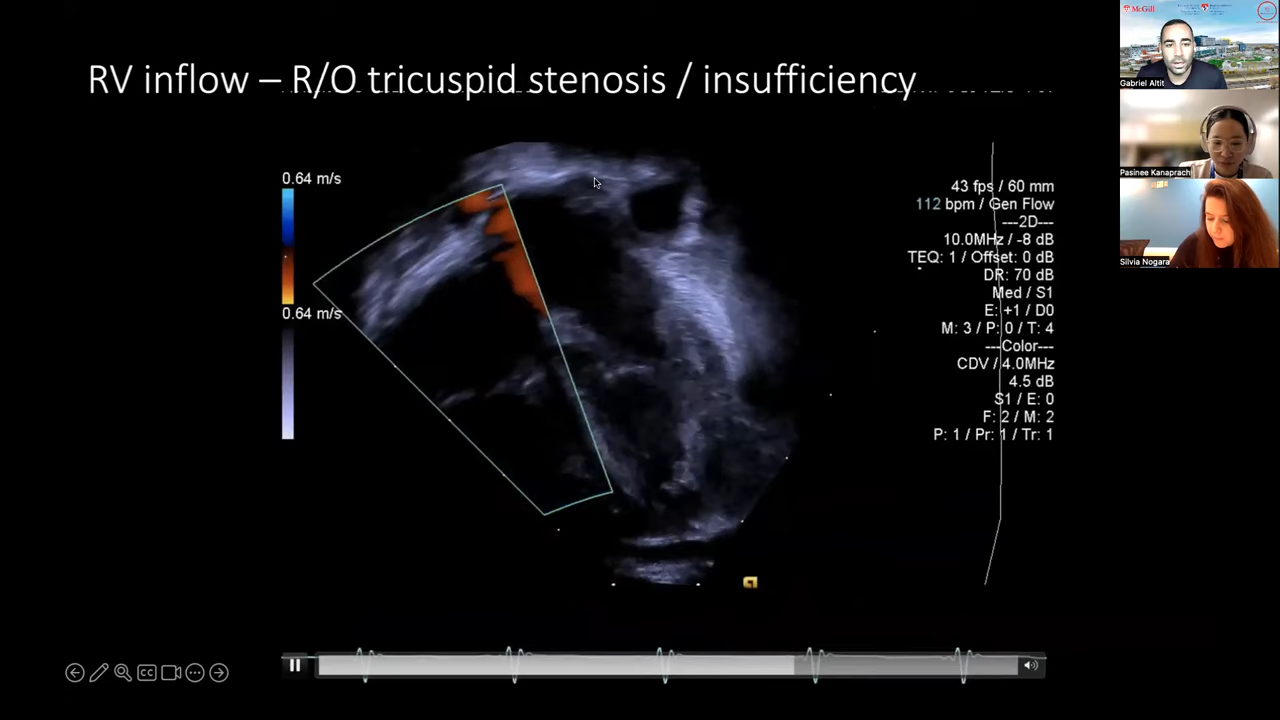 RV inflow – R/O tricuspid stenosis / insufficiency
0.64 m/s
0.64 m/s
43 fps / 60 mm
112 bpm / Gen Flow
---2D---
10.0MHz / -8 dB
TEQ: 1 / Offset: 0 dB
DR: 70 dB
Med / S1
E: +1 / D0
M: 3 / P: 0 / T: 4
---Color---
CDV / 4.0MHz
4.5 dB
S1 / E: 0
F: 2 / M: 2
P: 1 / Pr: 1 / Tr: 1
CC
McGill
Gabriel Altit
Pasinee Kanaprach
Silvia Nogara